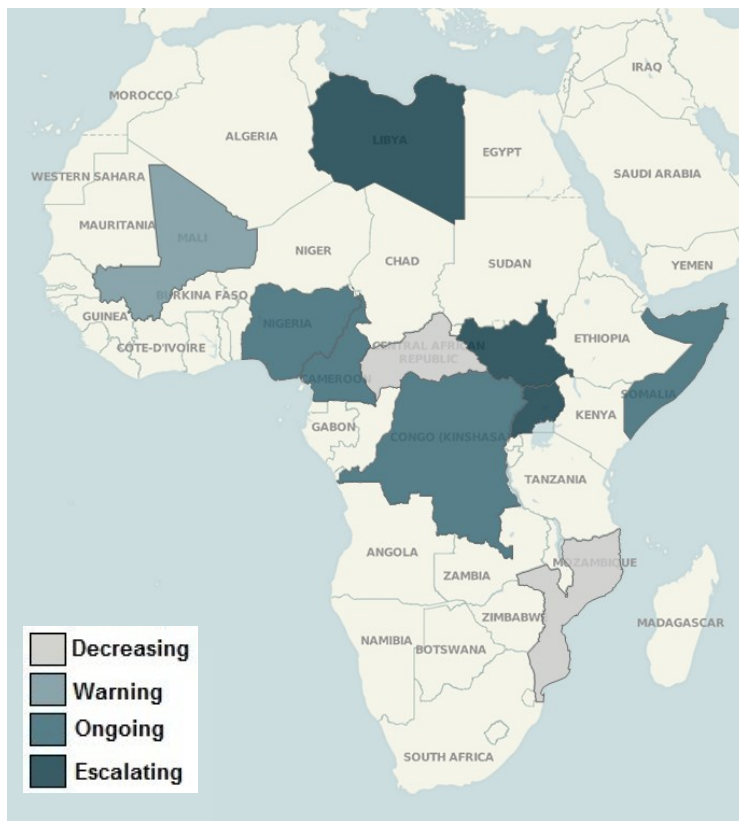 MOROCCO
ALGERIA
LIBYA
EGYPT
IRAQ
SAUDI ARABIA
WESTERN SAHARA
MAURITANIA
MALI
NIGER
CHAD
SUDAN
YEMEN
GUINEA
BURKINA FASO
NIGERIA
COTE-D'IVOIRE
CAMEROON
CENTRAL AFRICAN
REPUBLIC
ETHIOPIA
SOMALIA
GABON
CONGO (KINSHASA)
KENYA
TANZANIA
ANGOLA
ZAMBIA
MOZAMBIQUE
ZIMBABWE
MADAGASCAR
NAMIBIA
BOTSWANA
SOUTH AFRICA
Decreasing
Warning
Ongoing
Escalating